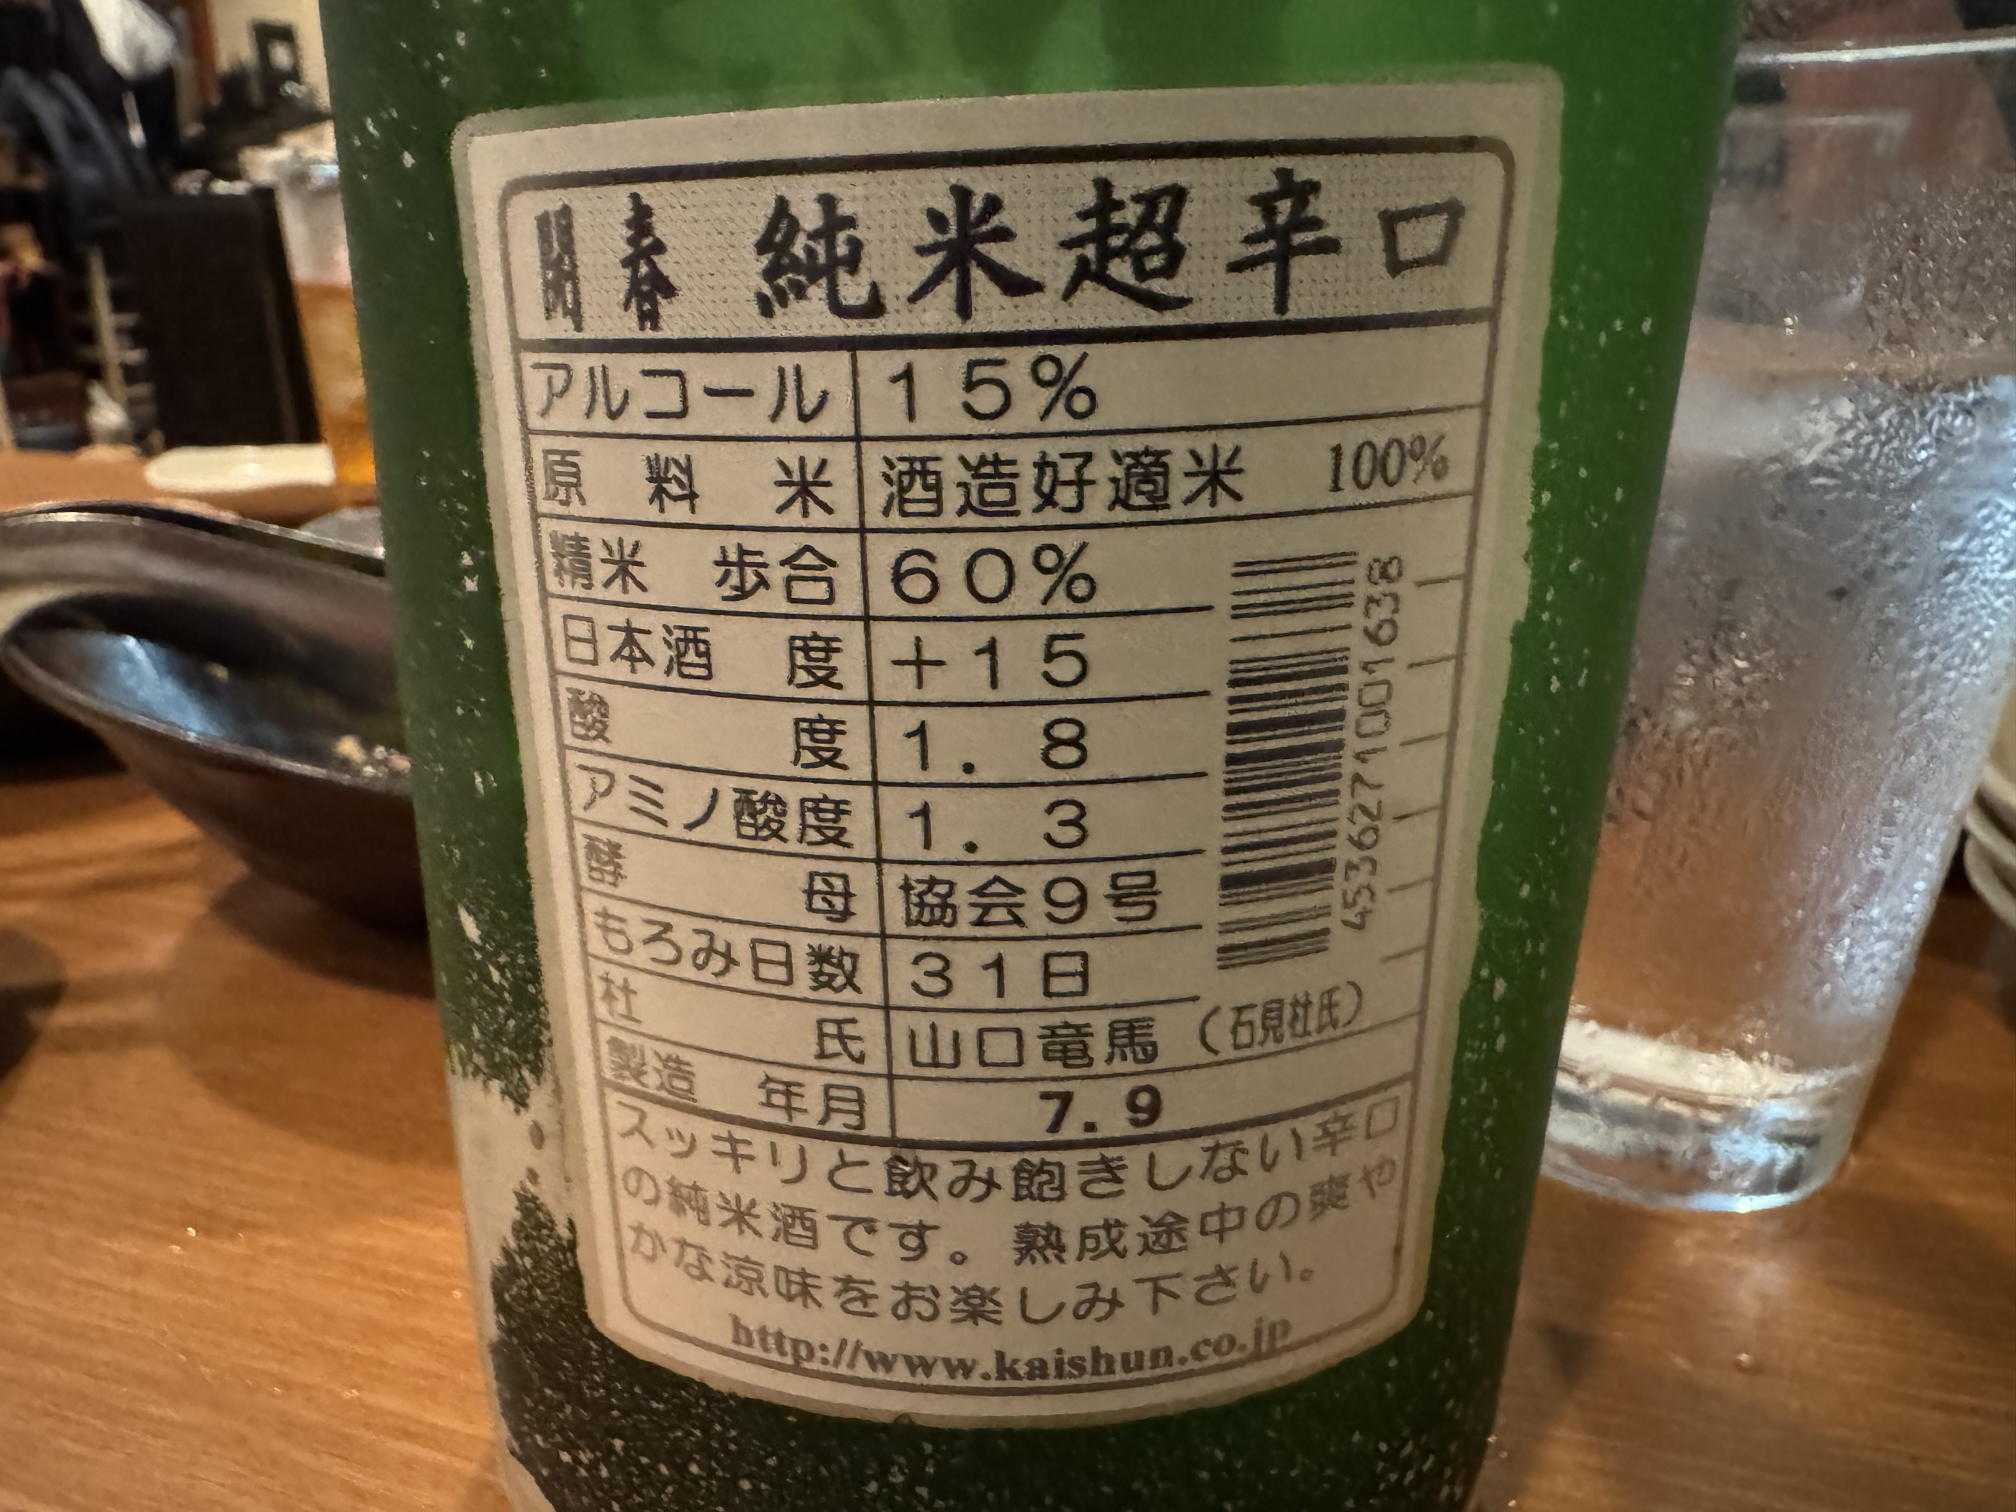 開春 純米超辛口
アルコール 15%
原料米 酒造好適米 100%
精米歩合 60%
日本酒度 +15
酸度 1.8
アミノ酸度 1.3
酵母 協会9号
もろみ日数 31日
杜氏 山口竜馬（石見杜氏）
製造年月 7.9
4536271001638
スッキリと飲み飽きしない辛口
の純米酒です。熟成途中の爽や
かな涼味をお楽しみ下さい。
http://www.kaishun.co.jp